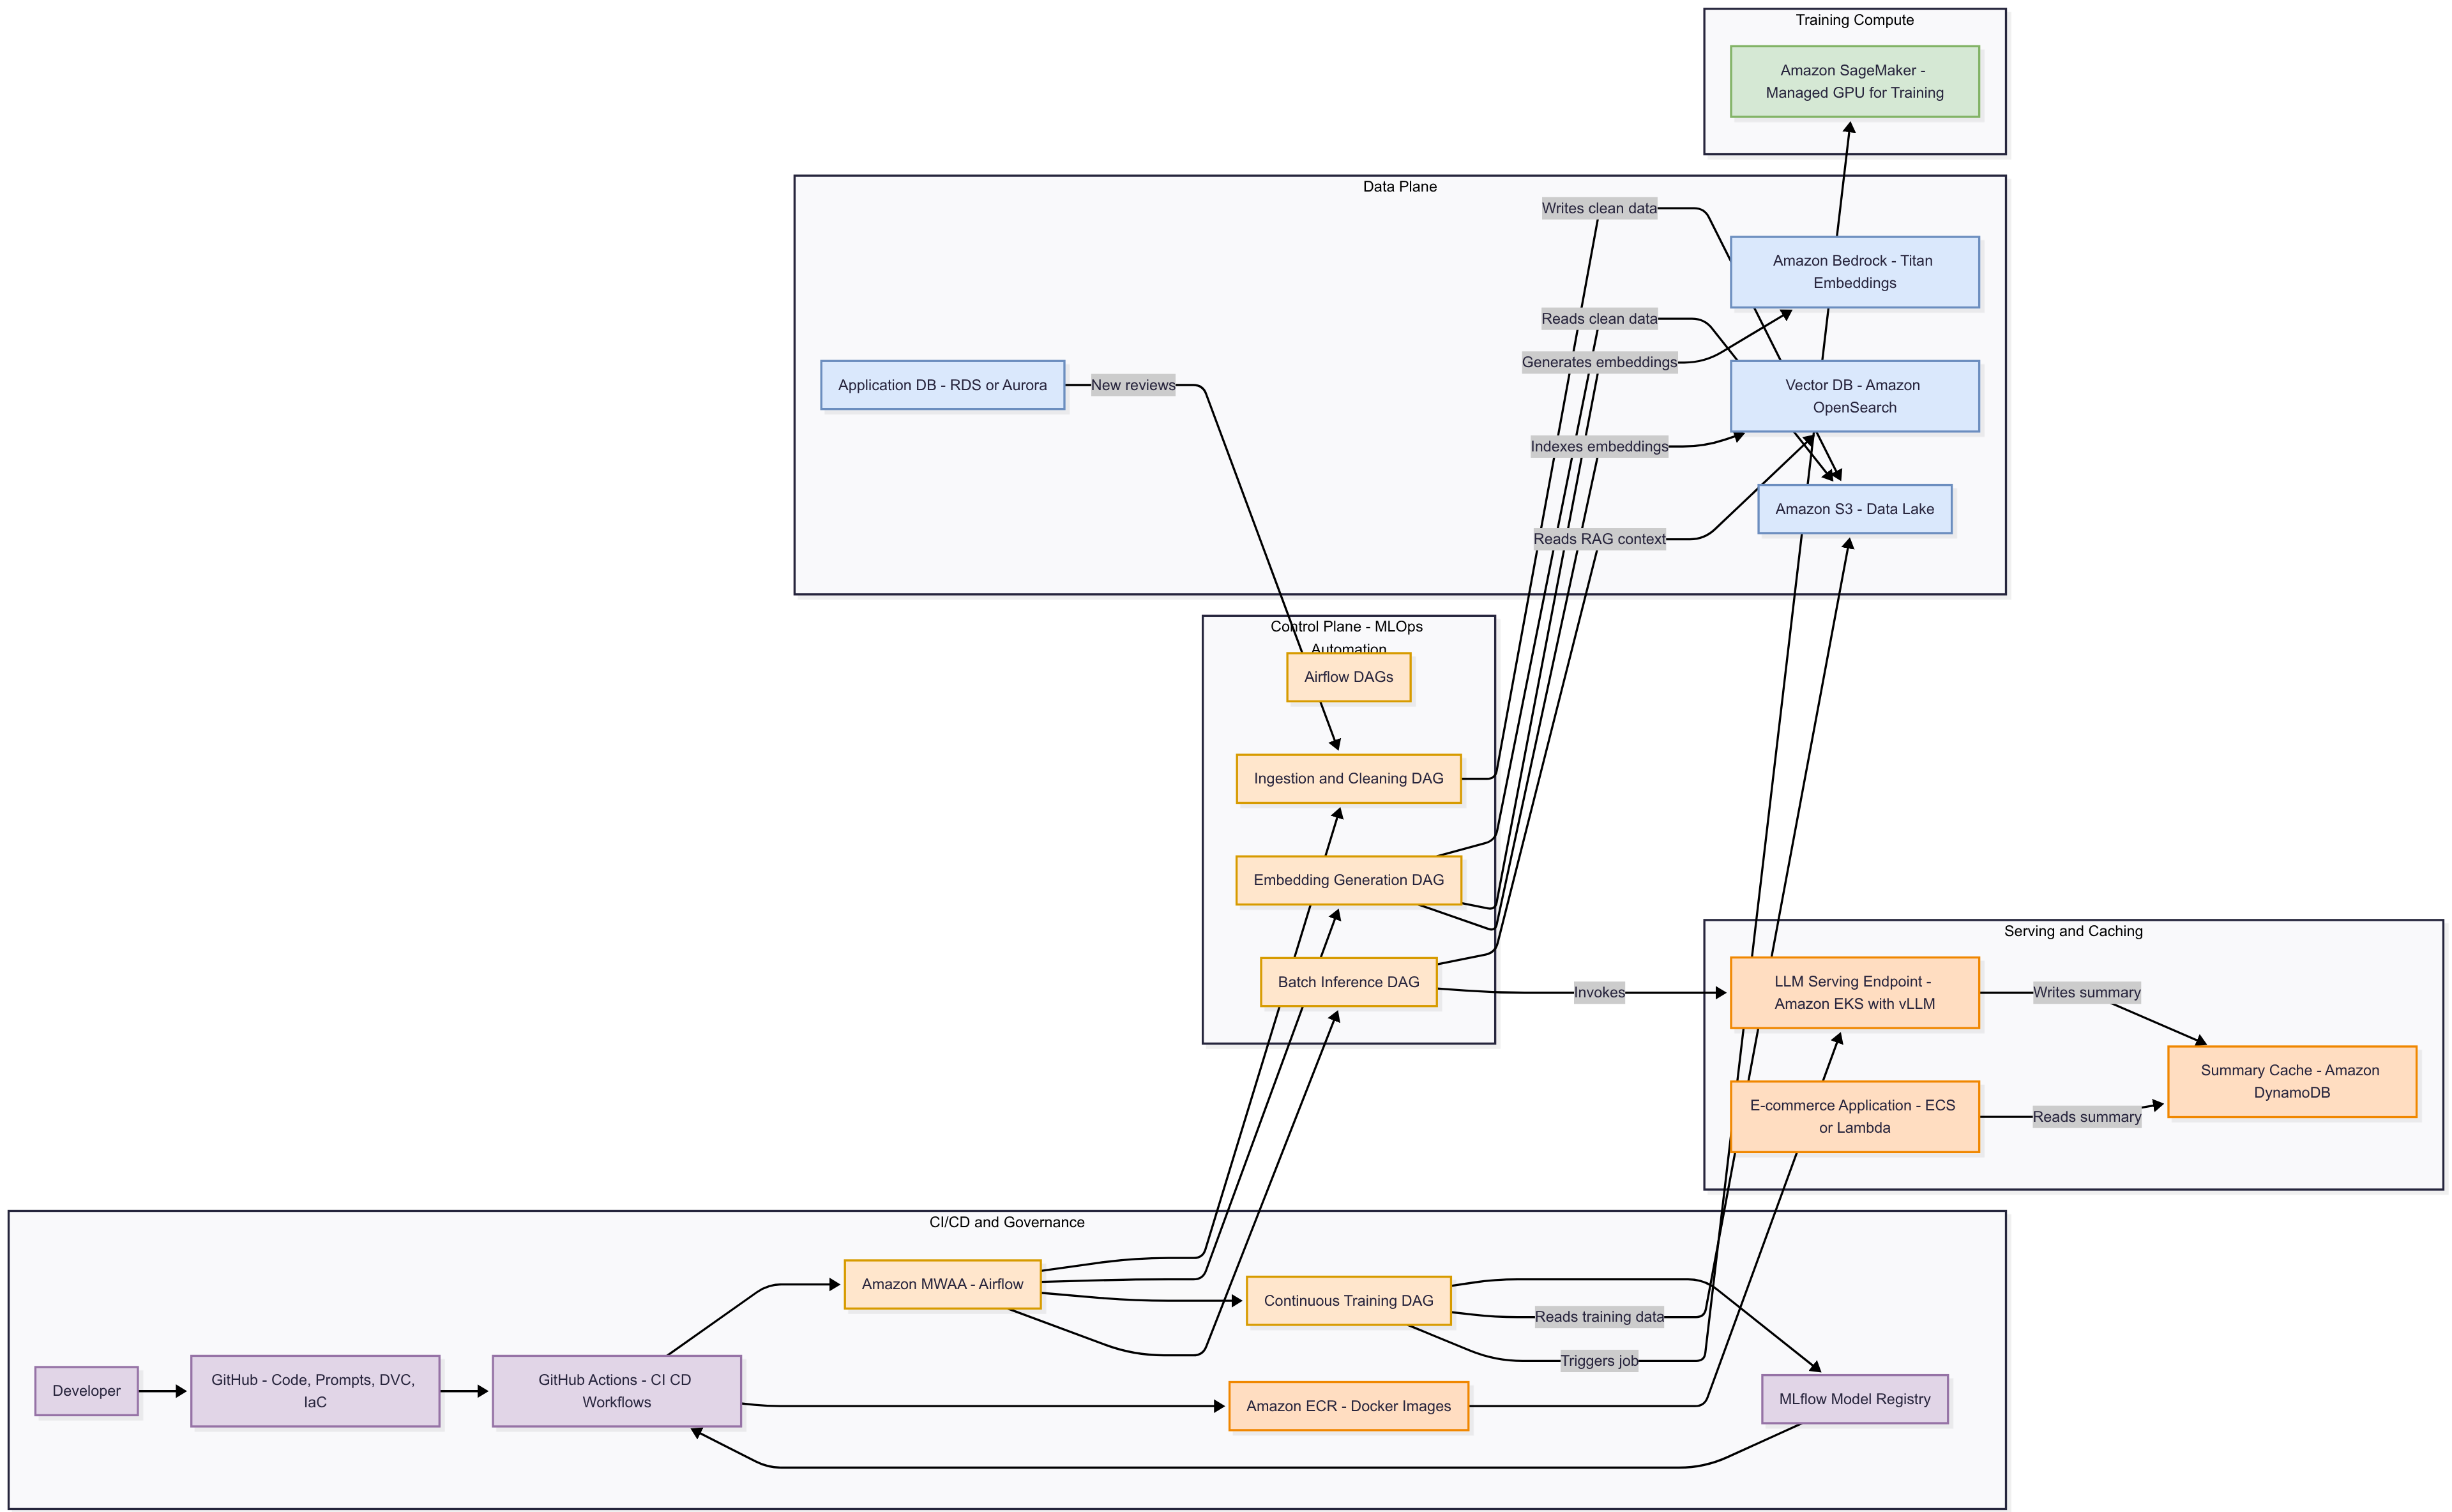 Training Compute
Amazon SageMaker -
Managed GPU for Training
Data Plane
Writes clean data
Amazon Bedrock - Titan
Embeddings
Reads clean data
Generates embeddings
Application DB - RDS or Aurora
New reviews
Vector DB - Amazon
OpenSearch
Indexes embeddings
Amazon S3 - Data Lake
Reads RAG context
Control Plane - MLOps
Automation
Airflow DAGs
Ingestion and Cleaning DAG
Embedding Generation DAG
Batch Inference DAG
Invokes
Serving and Caching
LLM Serving Endpoint -
Amazon EKS with vLLM
Writes summary
Summary Cache - Amazon
DynamoDB
E-commerce Application - ECS
or Lambda
Reads summary
CI/CD and Governance
Amazon MWAA - Airflow
Continuous Training DAG
Reads training data
Triggers job
Developer
GitHub - Code, Prompts, DVC,
IaC
GitHub Actions - CI CD
Workflows
Amazon ECR - Docker Images
MLflow Model Registry